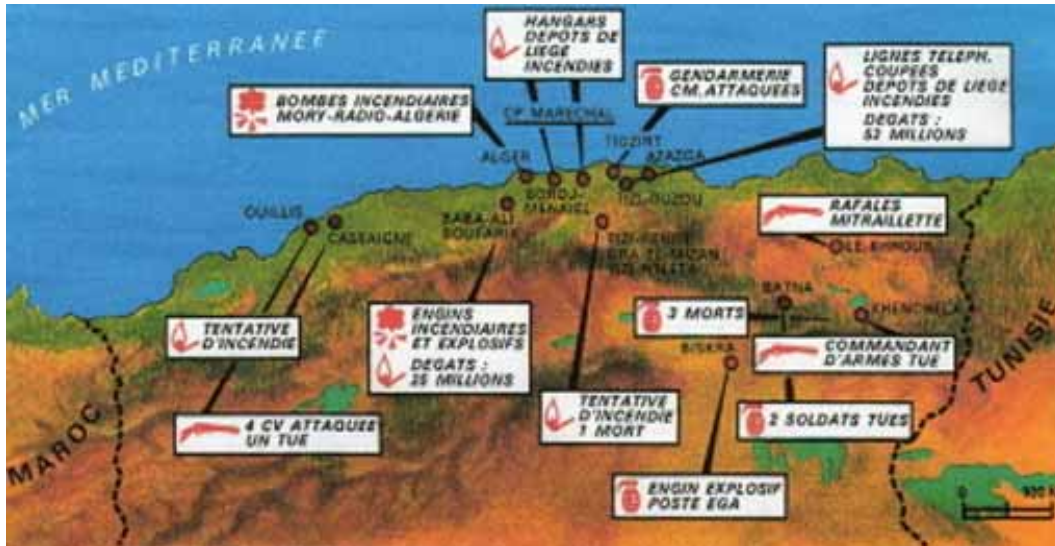 MER MEDITERRANEE
HANGARS
DEPOTS DE
LIEGE
INCENDIES
GENDARMERIE
CM. ATTAQUEES
LIGNES TELEPH.
COUPEES
DEPOTS DE LIEGE
INCENDIES
DEGATS :
53 MILLIONS
BOMBES INCENDIAIRES
MORY-RADIO-ALGERIE
CP. MARECHAL
TIGZIRT
ALGER
AZAZGA
BORDJ-
MENAIEL
TIZI-OUZOU
OUILLIS
CASSAIGNE
BABA-ALI
BOUFARIK
RAFALES
MITRAILLETTE
BATNA
KHENCHELA
TENTATIVE
D'INCENDIE
ENGINS
INCENDIAIRES
ET EXPLOSIFS
DEGATS :
25 MILLIONS
3 MORTS
BISKRA
COMMANDANT
D'ARMES TUE
TUNISIE
MAROC
4 CV ATTAQUEE
UN TUE
TENTATIVE
D'INCENDIE
1 MORT
2 SOLDATS TUES
ENGIN EXPLOSIF
POSTE EGA
0